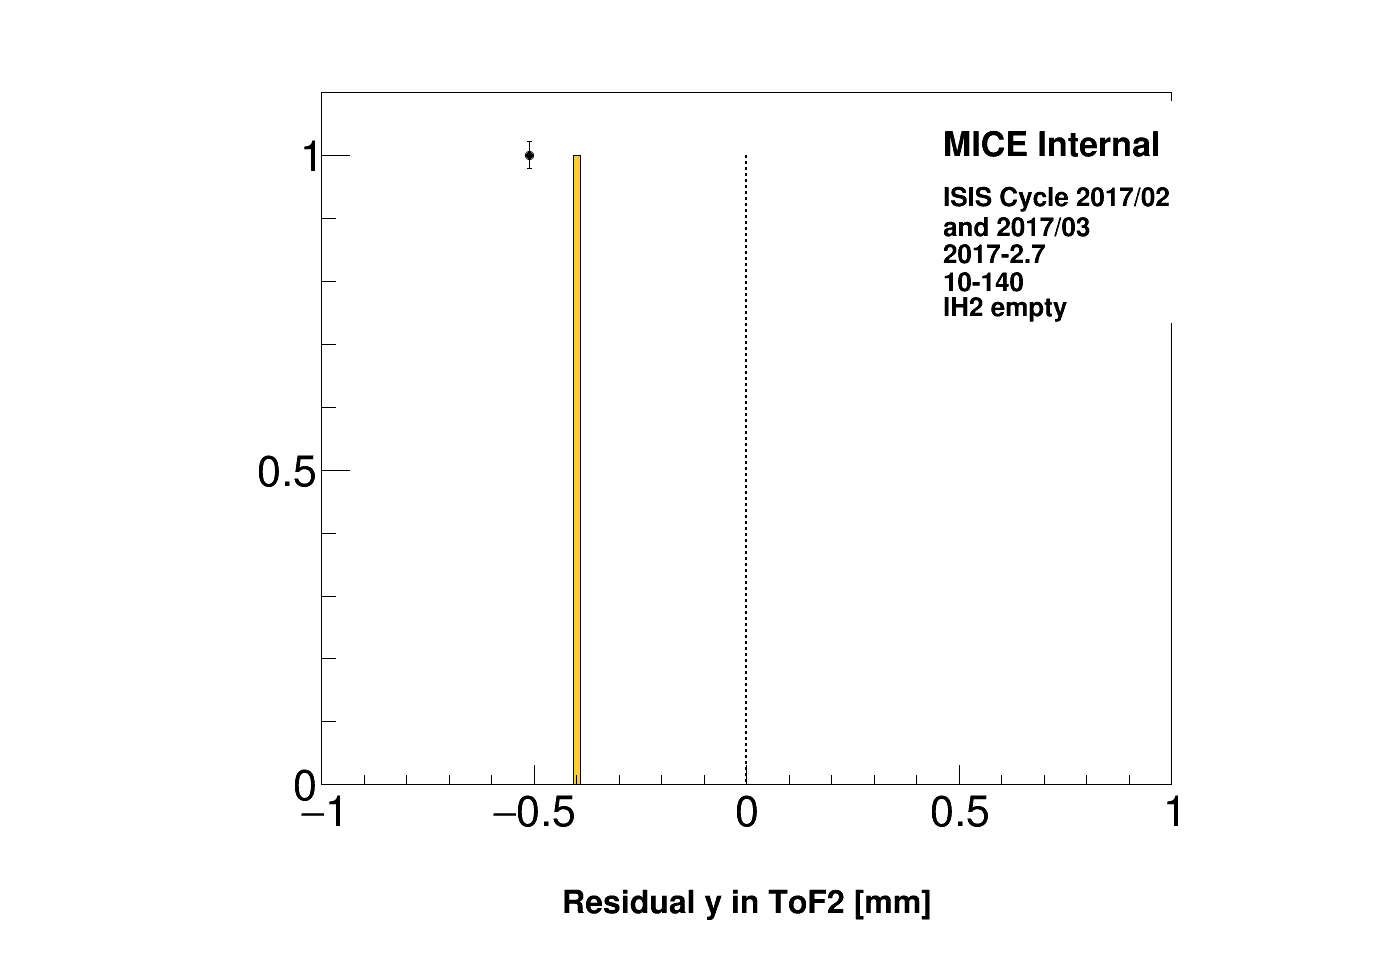 MICE Internal
ISIS Cycle 2017/02
and 2017/03
2017-2.7
10-140
lH2 empty
1
0.5
0
−1 −0.5 0 0.5 1
Residual y in ToF2 [mm]